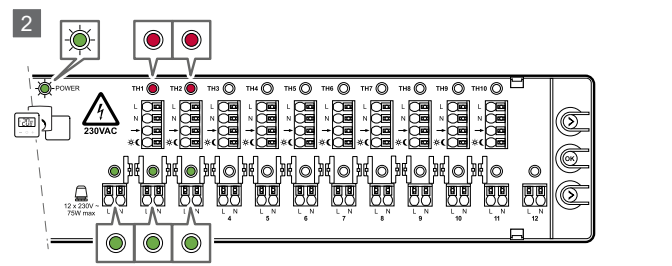 2
POWER
TH1 TH2 TH3 TH4 TH5 TH6 TH7 TH8 TH9 TH10
L
N
230VAC
OK
12 x 230V ~
75W max
L N L N L N L N L N L N L N L N L N L N L N L N
4 5 6 7 8 9 10 11 12